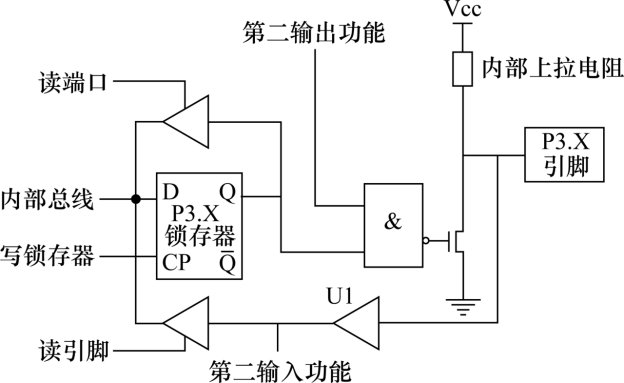 Vcc
第二输出功能
内部上拉电阻
读端口
P3.X
引脚
D
Q
内部总线
P3.X
锁存器
&
写锁存器
CP
Q̅
U1
读引脚
第二输入功能